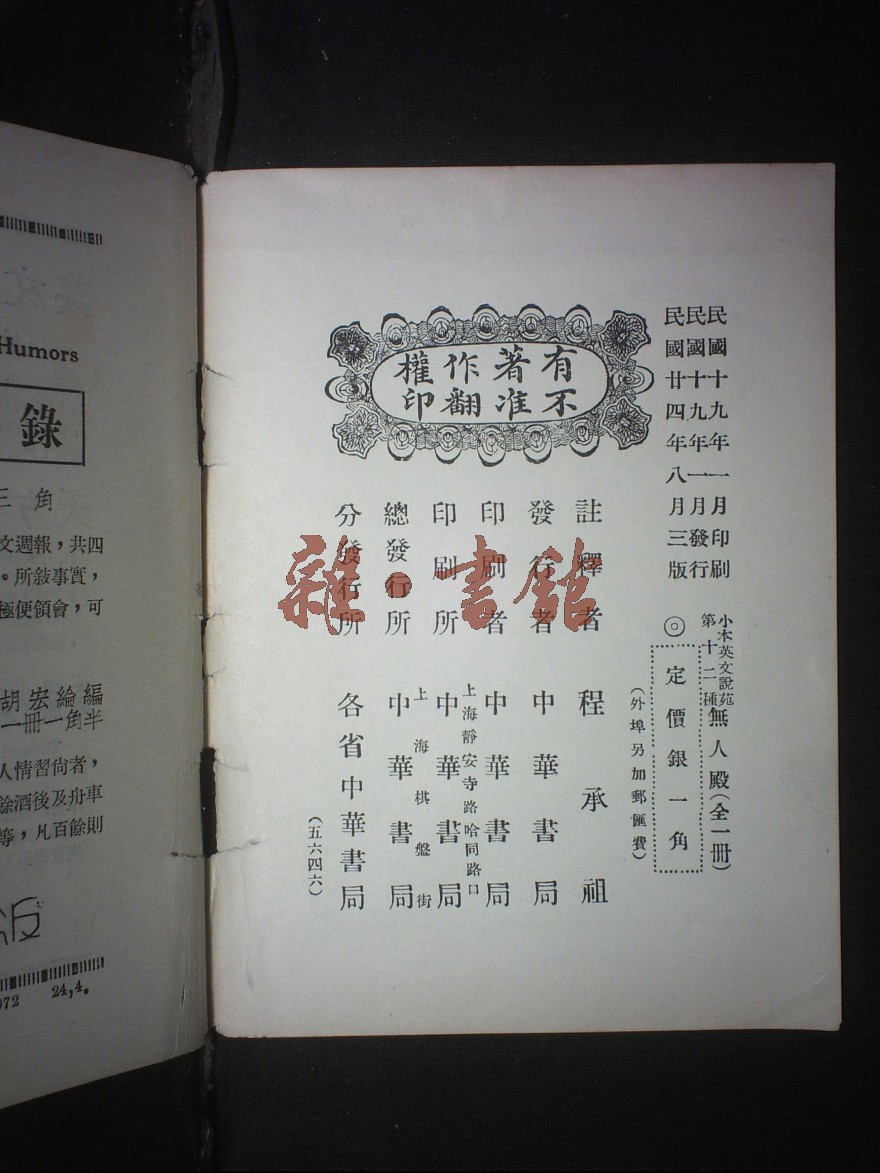 民國十九年一月印刷
民國十九年一月發行
民國廿四年八月三版
小本英文說苑
第十二種
無人殿(全一冊)
◎定價銀一角
(外埠另加郵匯費)
有著作權
不准翻印
註釋者 程承祖
發行者 中華書局
印刷者 中華書局
上海靜安寺路哈同路口
印刷所 中華書局
上海棋盤街
總發行所 中華書局
分發行所 各省中華書局
(五六四六)
雜·書館
Humors
錄
三角
文週報，共四
。所敍事實，
極便領會，可
胡宏綸編
一冊一角半
人情習尙者，
餘酒後及舟車
等，凡百餘則
版
072 24,4.